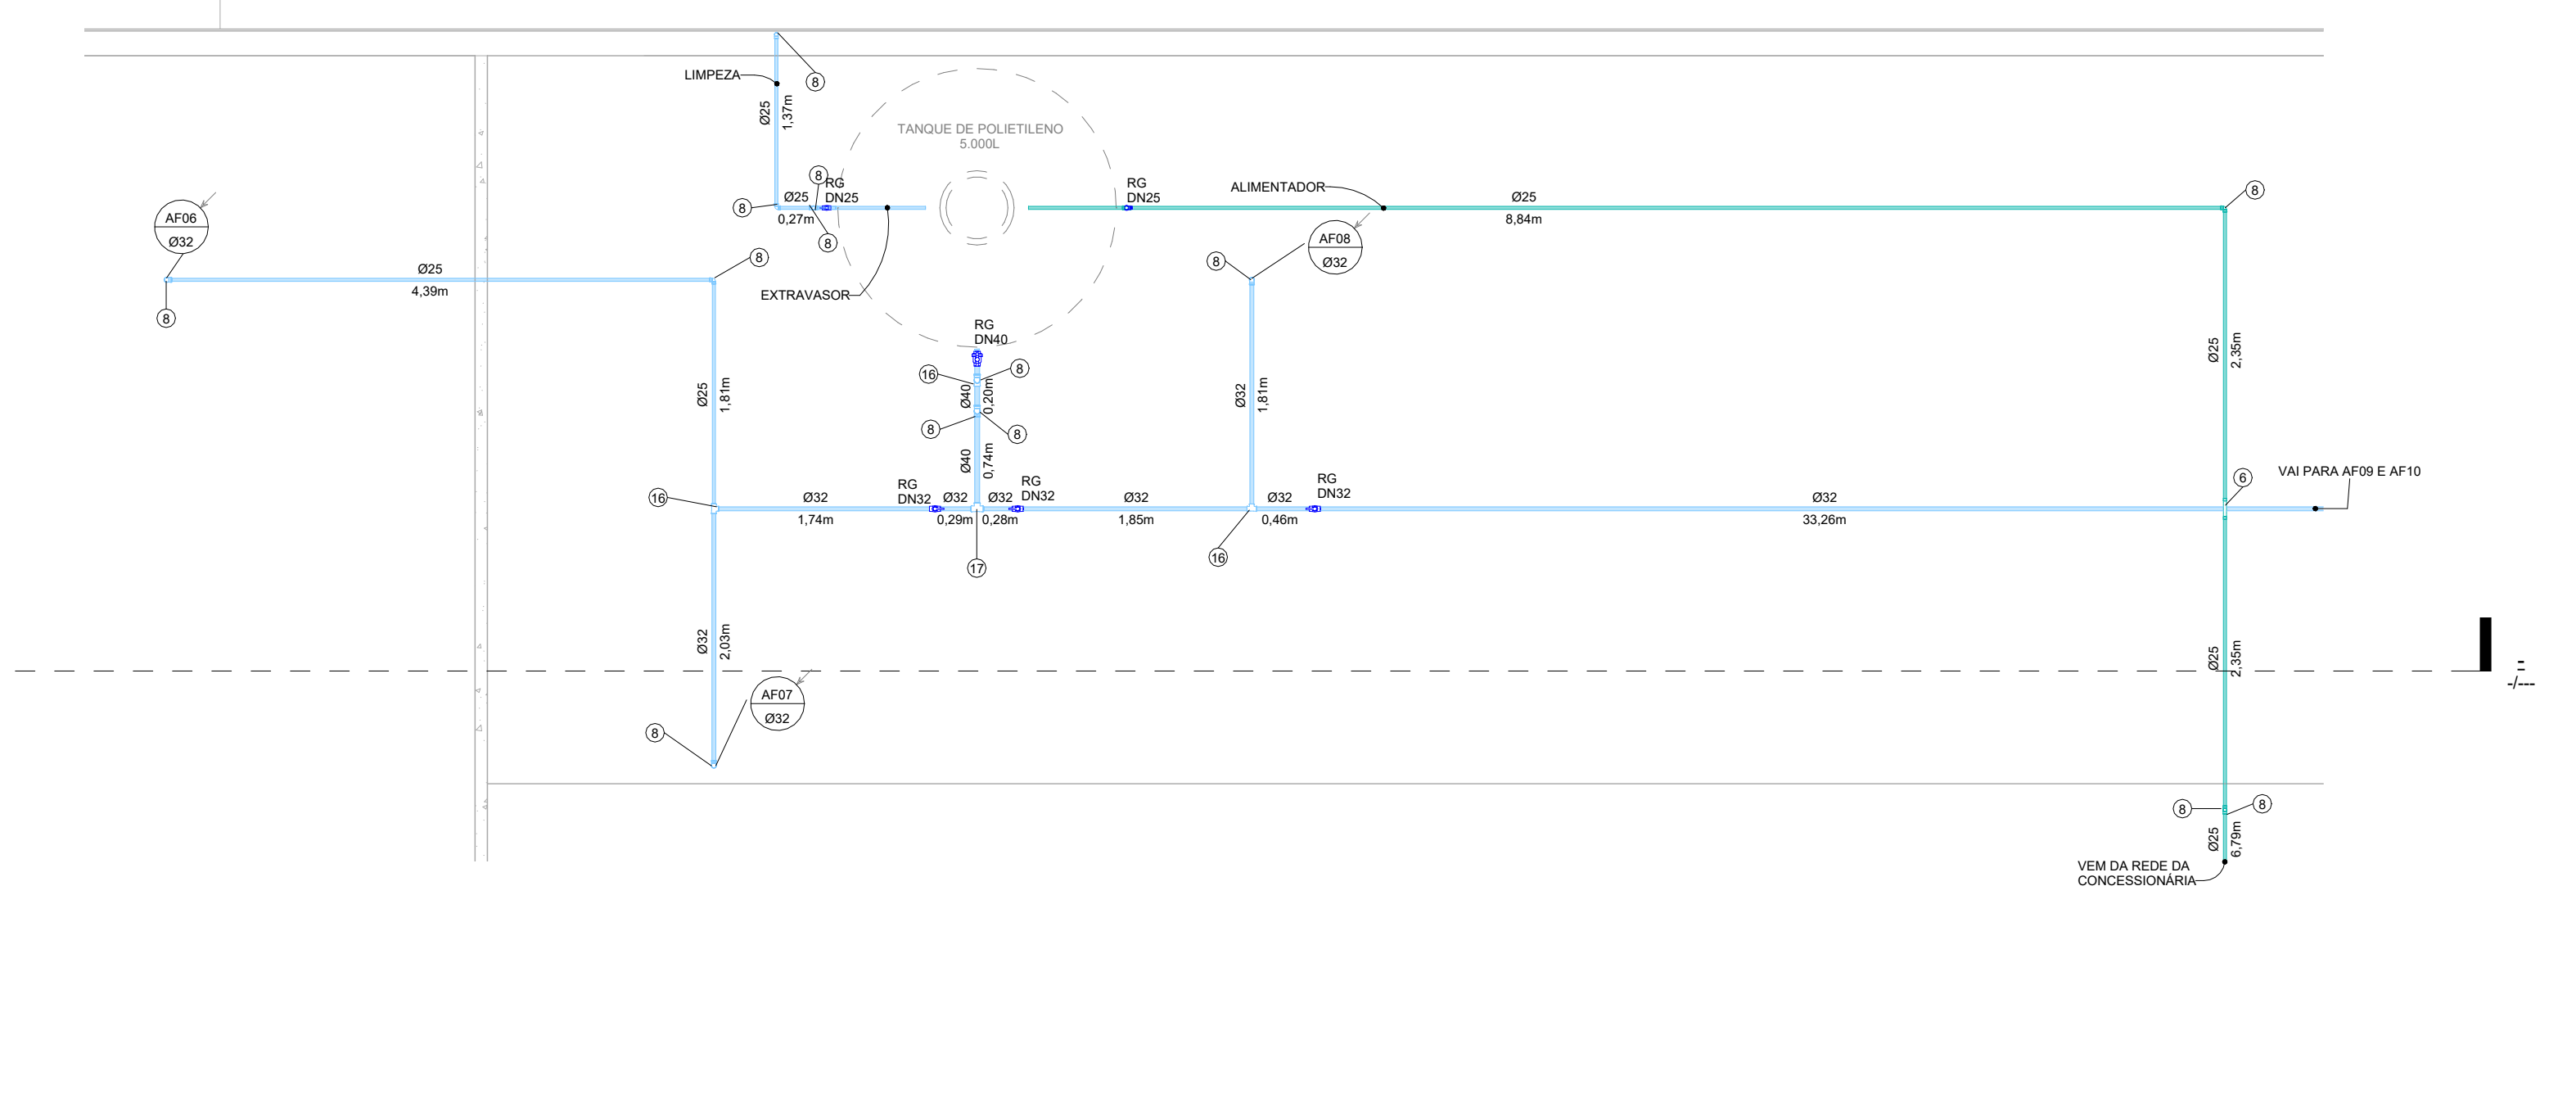 LIMPEZA
8
Ø25
1,37m
TANQUE DE POLIETILENO
5.000L
8
RG
DN25
Ø25
0,27m
8
8
RG
DN25
ALIMENTADOR
Ø25
8,84m
8
AF06
Ø32
Ø25
4,39m
8
8
EXTRAVASOR
8
AF08
Ø32
RG
DN40
16
8
Ø40
0,20m
8
8
Ø40
0,74m
Ø25
1,81m
Ø32
1,81m
Ø25
2,35m
16
Ø32
1,74m
RG
DN32
Ø32
0,29m
Ø32
0,28m
RG
DN32
Ø32
1,85m
Ø32
0,46m
RG
DN32
Ø32
33,26m
6
VAI PARA AF09 E AF10
17
16
Ø32
2,03m
Ø25
2,35m
-
-/---
AF07
Ø32
8
8
8
Ø25
6,79m
VEM DA REDE DA
CONCESSIONÁRIA